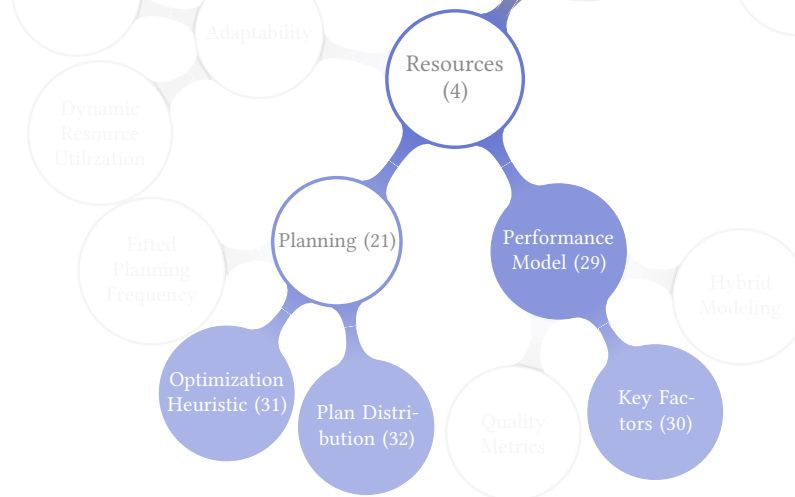 Adaptability
Resources
(4)
Dynamic
Resource
Utilization
Planning (21)
Performance
Model (29)
Fitted
Planning
Frequency
Hybrid
Modeling
Optimization
Heuristic (31)
Plan Distri-
bution (32)
Quality
Metrics
Key Fac-
tors (30)